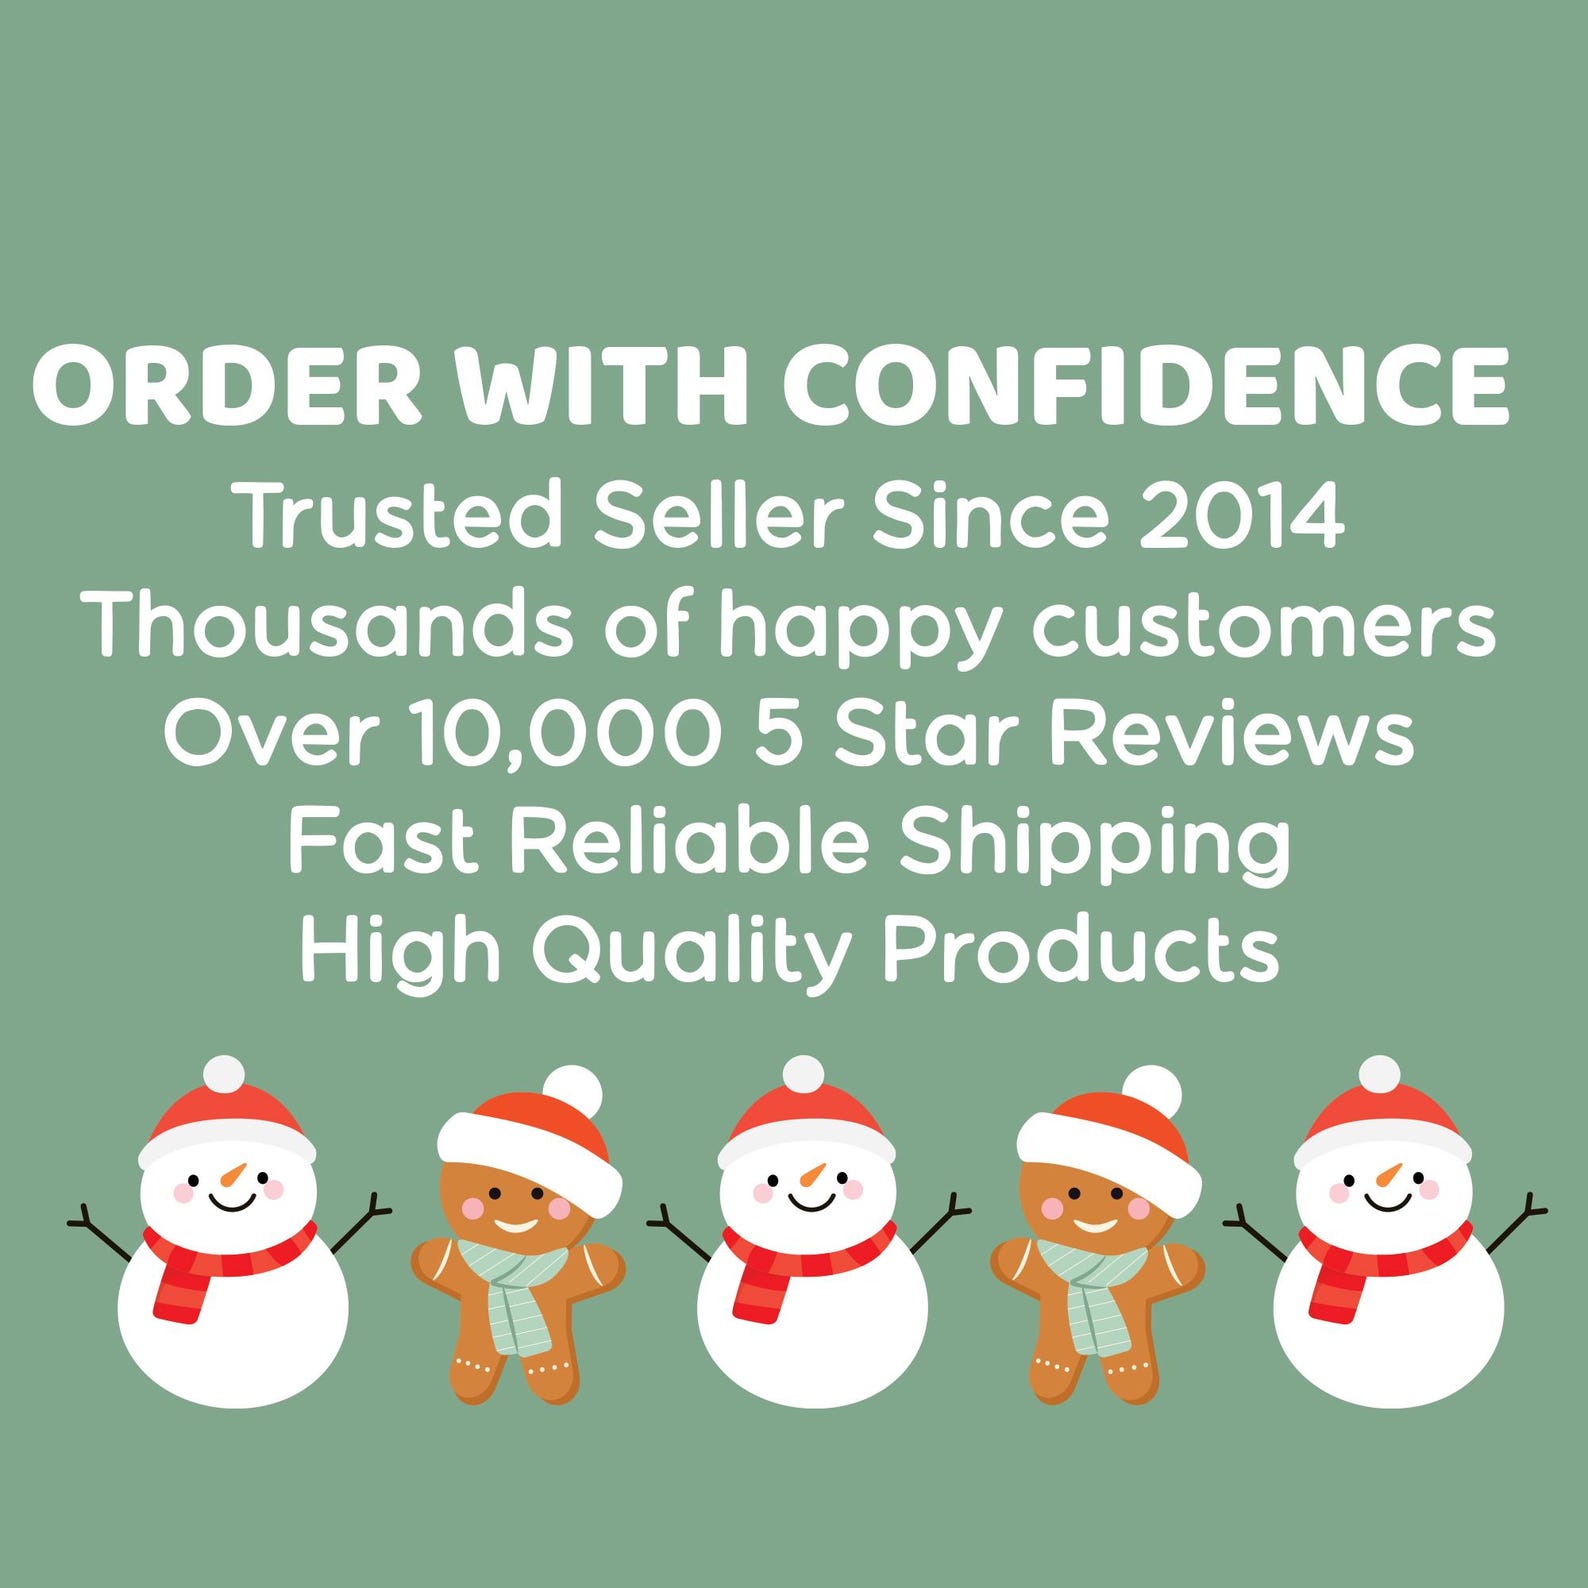 ORDER WITH CONFIDENCE
Trusted Seller Since 2014
Thousands of happy customers
Over 10,000 5 Star Reviews
Fast Reliable Shipping
High Quality Products